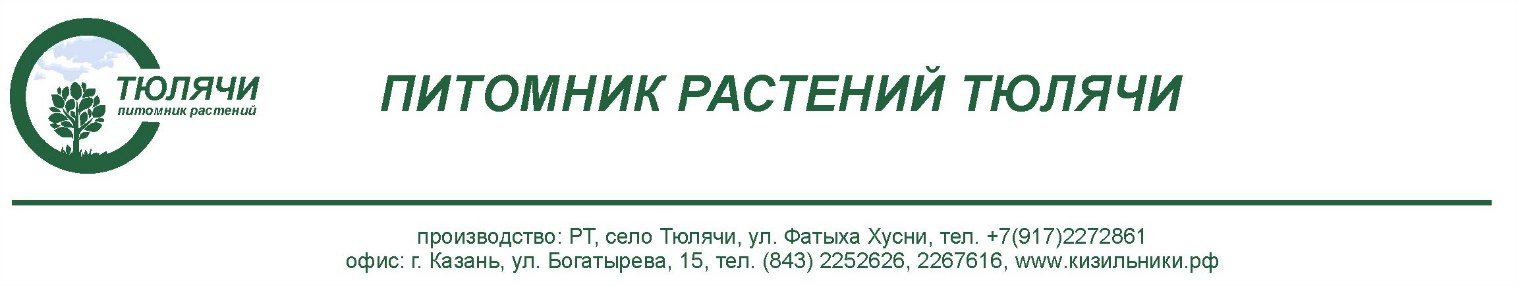 ТЮЛЯЧИ
питомник растений
ПИТОМНИК РАСТЕНИЙ ТЮЛЯЧИ
производство: РТ, село Тюлячи, ул. Фатыха Хусни, тел. +7(917)2272861
офис: г. Казань, ул. Богатырева, 15, тел. (843) 2252626, 2267616, www.кизильники.рф